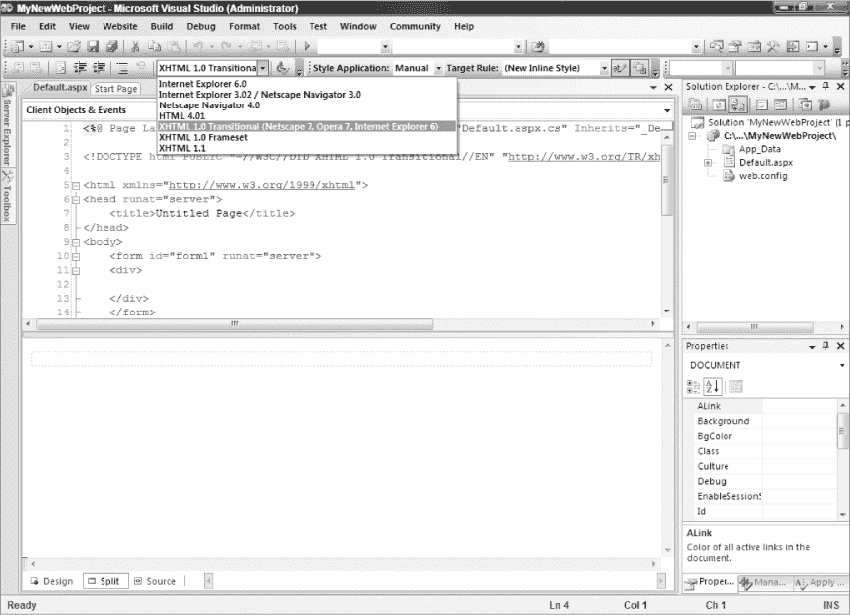 MyNewWebProject - Microsoft Visual Studio (Administrator)
File Edit View Website Build Debug Format Tools Test Window Community Help
XHTML 1.0 Transitiona Style Application: Manual Target Rule: (New Inline Style)
Internet Explorer 6.0
Internet Explorer 3.02 / Netscape Navigator 3.0
Netscape Navigator 4.0
HTML 4.01
XHTML 1.0 Transitional (Netscape 7, Opera 7, Internet Explorer 6)
XHTML 1.0 Frameset
XHTML 1.1
Server Explorer
Toolbox
Default.aspx Start Page
Client Objects & Events
1 <%@ Page La "Default.aspx.cs" Inherits="_De
2
3 <!DOCTYPE html PUBLIC "-//W3C//DTD XHTML 1.0 Transitional//EN" "http://www.w3.org/TR/xh
4
5 <html xmlns="http://www.w3.org/1999/xhtml">
6 <head runat="server">
7 <title>Untitled Page</title>
8 </head>
9 <body>
10 <form id="form1" runat="server">
11 <div>
12
13 </div>
14 </form>
Design Split Source
Solution Explorer - C:\...\M...
Solution 'MyNewWebProject' (1 p
C:\...\MyNewWebProject\
App_Data
Default.aspx
web.config
Properties
DOCUMENT
ALink
Background
BgColor
Class
Culture
Debug
EnableSessionS
Id
ALink
Color of all active links in the
document.
Proper... Mana... Apply ...
Ready Ln 4 Col 1 Ch 1 INS